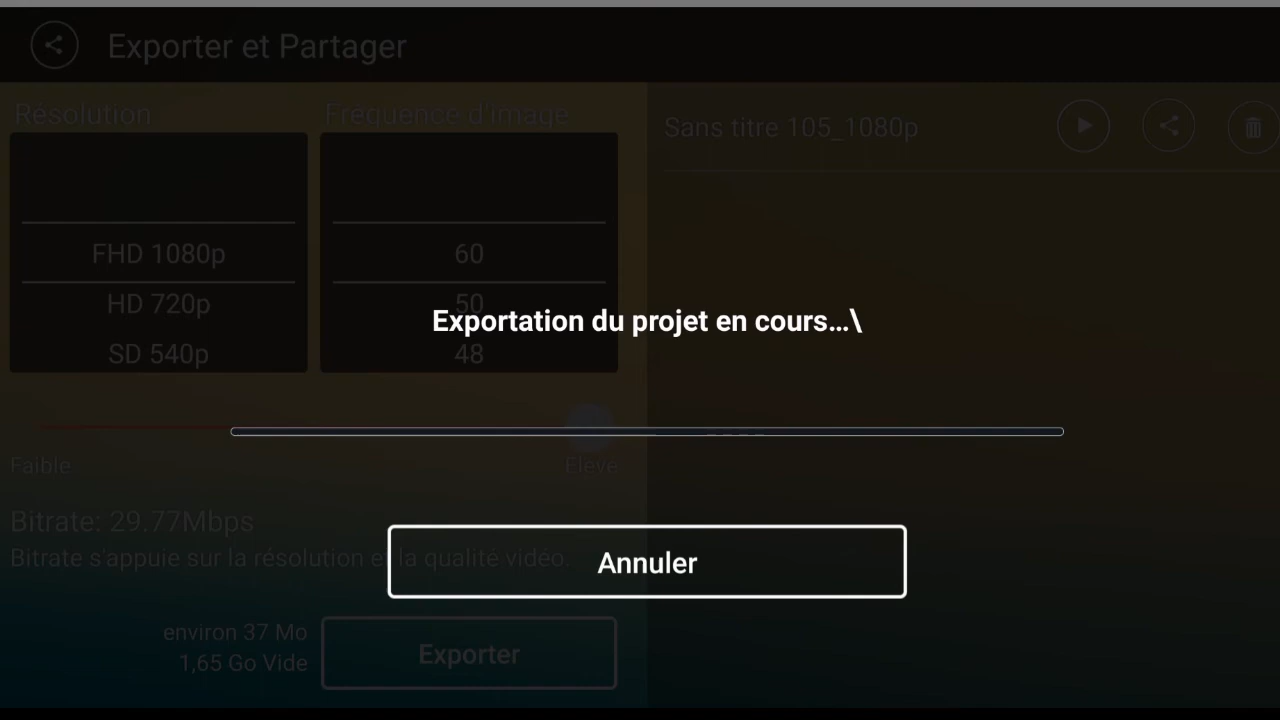 Exporter et Partager
Résolution
Fréquence d'image
Sans titre 105_1080p
FHD 1080p
60
HD 720p
50
SD 540p
48
Exportation du projet en cours...\
Faible
Elevé
Bitrate: 29.77Mbps
Bitrate s'appuie sur la résolution et la qualité vidéo.
Annuler
environ 37 Mo
1,65 Go Vide
Exporter